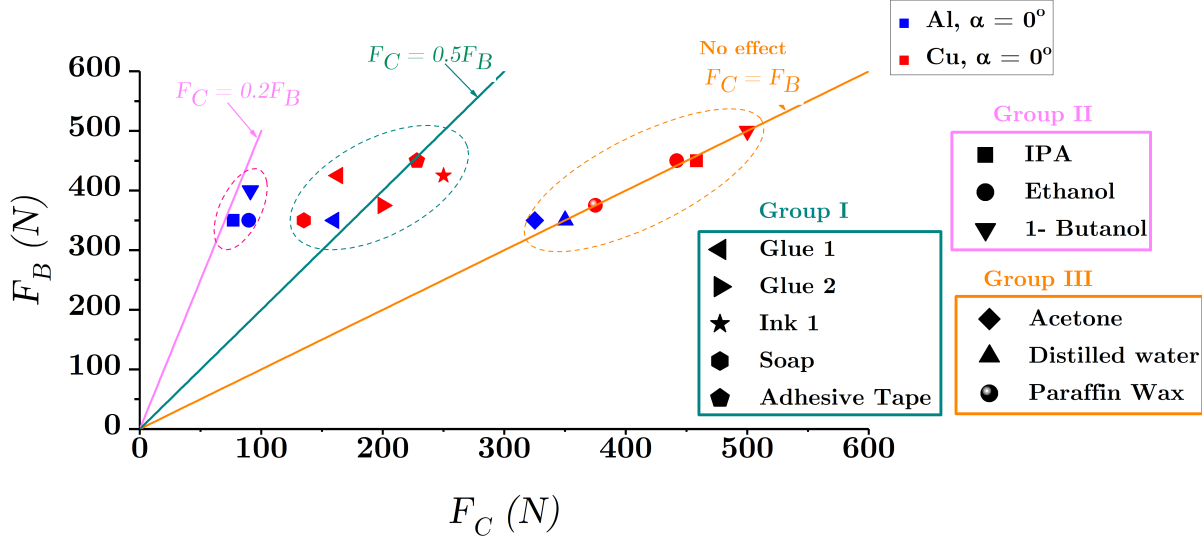 Al, α = 0°
Cu, α = 0°
No effect
F_C = F_B
F_C = 0.5F_B
F_C = 0.2F_B
600
500
400
300
200
100
0
F_B (N)
0 100 200 300 400 500 600
F_C (N)
Group II
IPA
Ethanol
1- Butanol
Group I
Glue 1
Glue 2
Ink 1
Soap
Adhesive Tape
Group III
Acetone
Distilled water
Paraffin Wax